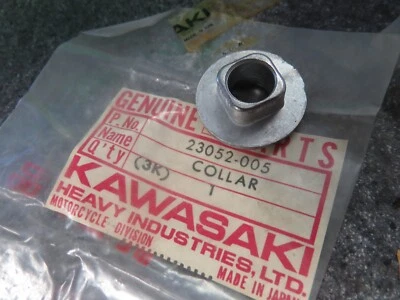 GENUINE PARTS
P. No. 23052-005
Name COLLAR
Q'ty (3K) 1
KAWASAKI
HEAVY INDUSTRIES, LTD.
MOTORCYCLE DIVISION
MADE IN JAPAN